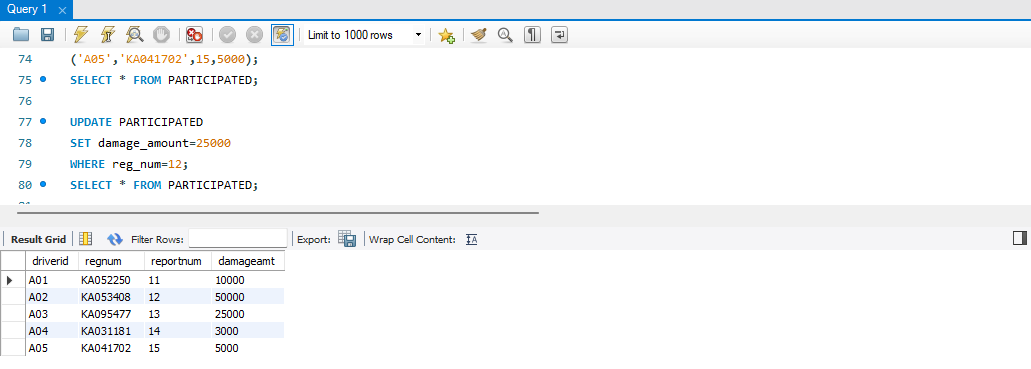 Query 1
Limit to 1000 rows
74 ('A05','KA041702',15,5000);
75 SELECT * FROM PARTICIPATED;
76
77 UPDATE PARTICIPATED
78 SET damage_amount=25000
79 WHERE reg_num=12;
80 SELECT * FROM PARTICIPATED;
Result Grid Filter Rows: Export: Wrap Cell Content:
driverid regnum reportnum damageamt
A01 KA052250 11 10000
A02 KA053408 12 50000
A03 KA095477 13 25000
A04 KA031181 14 3000
A05 KA041702 15 5000